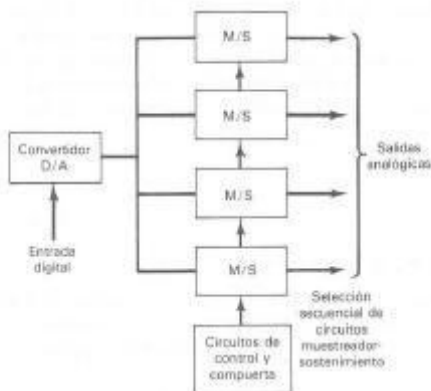 M/S
M/S
Convertidor
D/A
Salidas
analógicas
M/S
Entrada
digital
M/S
Selección
secuencial de
circuitos
muestreador-
sostenimiento
Circuitos de
control y
compuerta